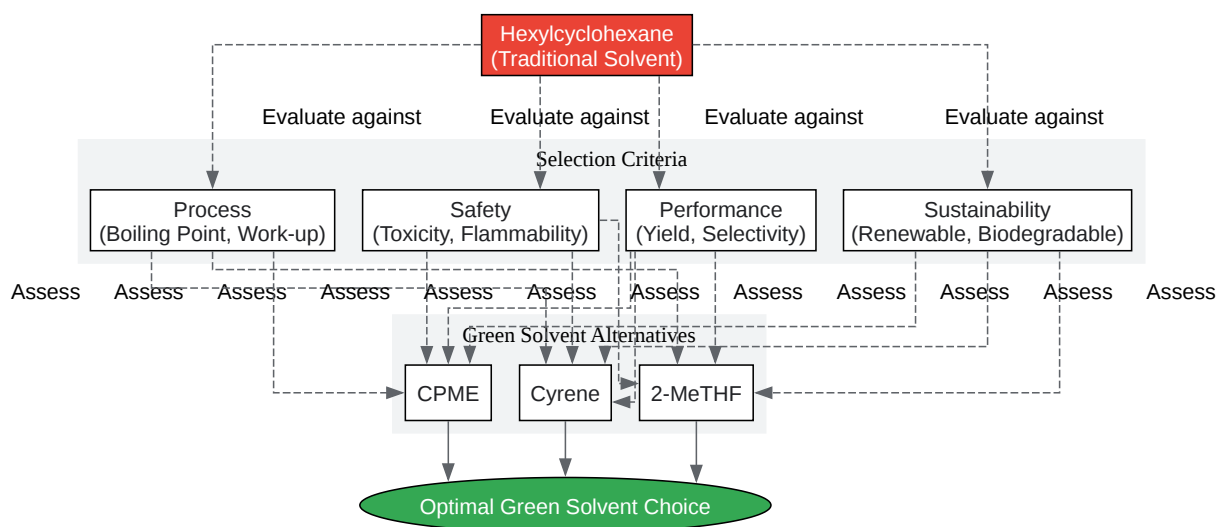 Hexylcyclohexane
(Traditional Solvent)
Evaluate against Evaluate against Evaluate against Evaluate against
Selection Criteria
Process
(Boiling Point, Work-up)
Safety
(Toxicity, Flammability)
Performance
(Yield, Selectivity)
Sustainability
(Renewable, Biodegradable)
Assess Assess Assess Assess Assess Assess Assess Assess Assess Assess Assess Assess
Green Solvent Alternatives
CPME
Cyrene
2-MeTHF
Optimal Green Solvent Choice